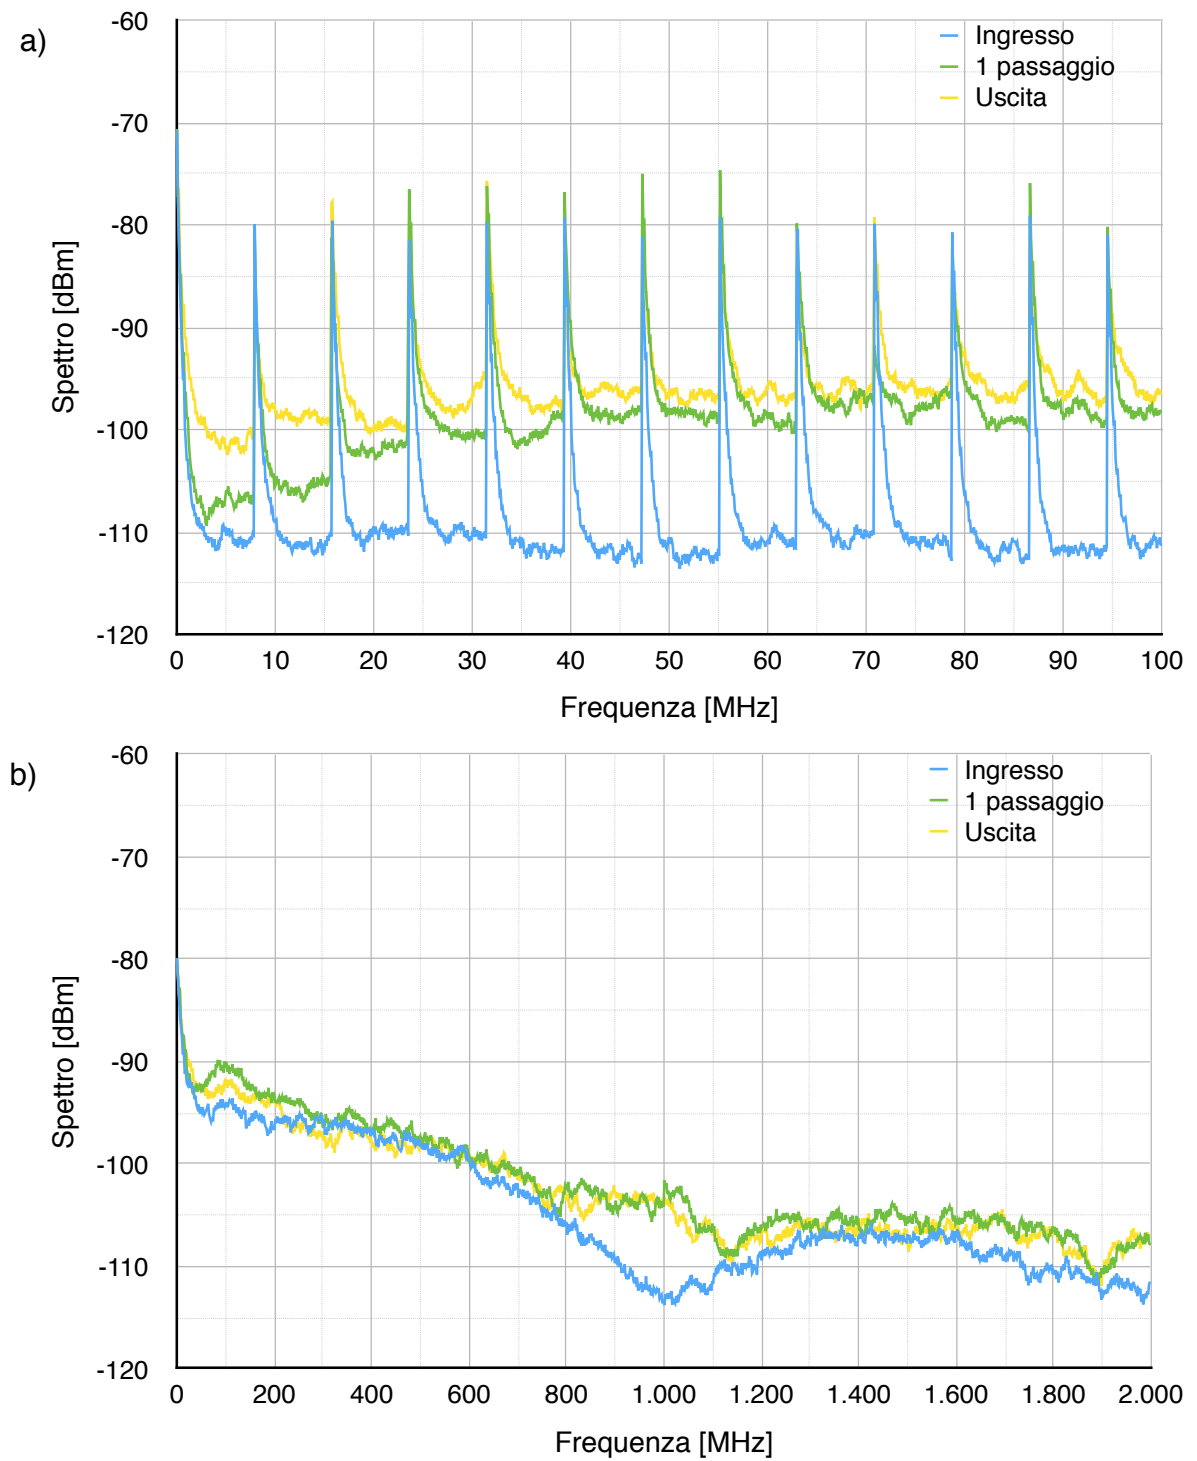 a)
Spettro [dBm]
-60
-70
-80
-90
-100
-110
-120
Ingresso
1 passaggio
Uscita
0 10 20 30 40 50 60 70 80 90 100
Frequenza [MHz]
b)
Spettro [dBm]
-60
-70
-80
-90
-100
-110
-120
Ingresso
1 passaggio
Uscita
0 200 400 600 800 1.000 1.200 1.400 1.600 1.800 2.000
Frequenza [MHz]